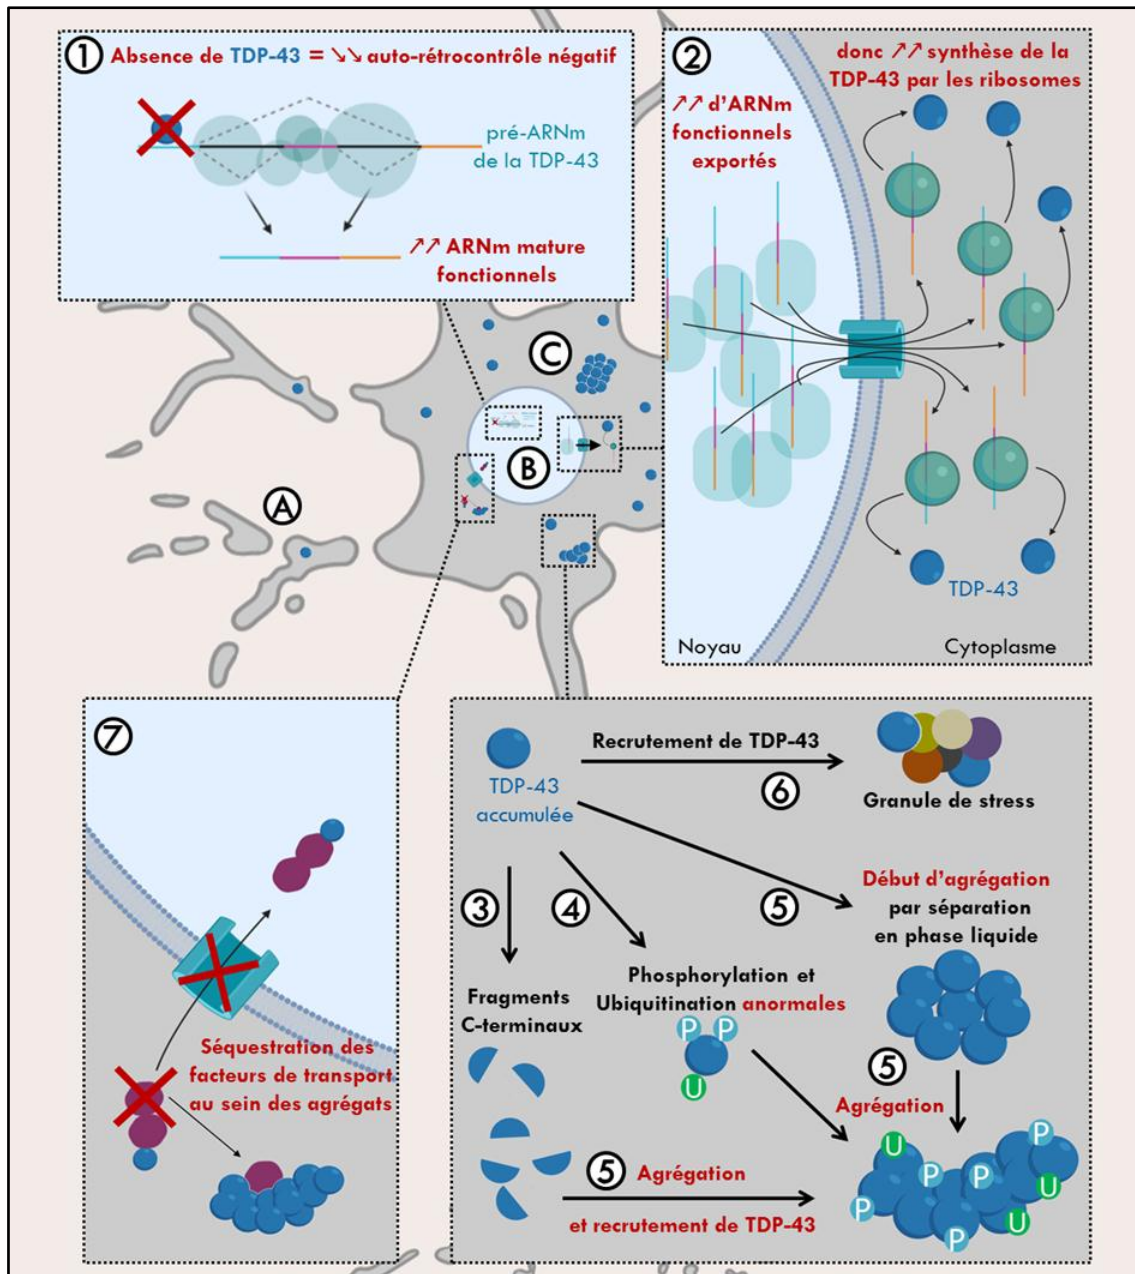 1 Absence de TDP-43 = ↘↘ auto-rétrocontrôle négatif
pré-ARNm
de la TDP-43
↗↗ ARNm mature
fonctionnels
2
donc ↗↗ synthèse de la
TDP-43 par les ribosomes
↗↗ d'ARNm
fonctionnels
exportés
TDP-43
Noyau
Cytoplasme
A
B
C
7
Séquestration des
facteurs de transport
au sein des agrégats
TDP-43
accumulée
Recrutement de TDP-43
6
Granule de stress
3
4
5
Début d'agrégation
par séparation
en phase liquide
Fragments
C-terminaux
Phosphorylation et
Ubiquitination anormales
P P
U
5
Agrégation
5 Agrégation
et recrutement de TDP-43
U
P
P
P
U
P
U
P